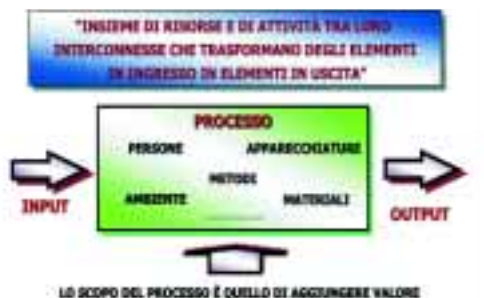 "INSIEME DI RISORSE E DI ATTIVITÀ TRA LORO
INTERCONNESSE CHE TRASFORMANO DEGLI ELEMENTI
IN INGRESSO IN ELEMENTI IN USCITA"
PROCESSO
PERSONE APPARECCHIATURE
METODI
AMBIENTE MATERIALI
INPUT
OUTPUT
LO SCOPO DEL PROCESSO È QUELLO DI AGGIUNGERE VALORE